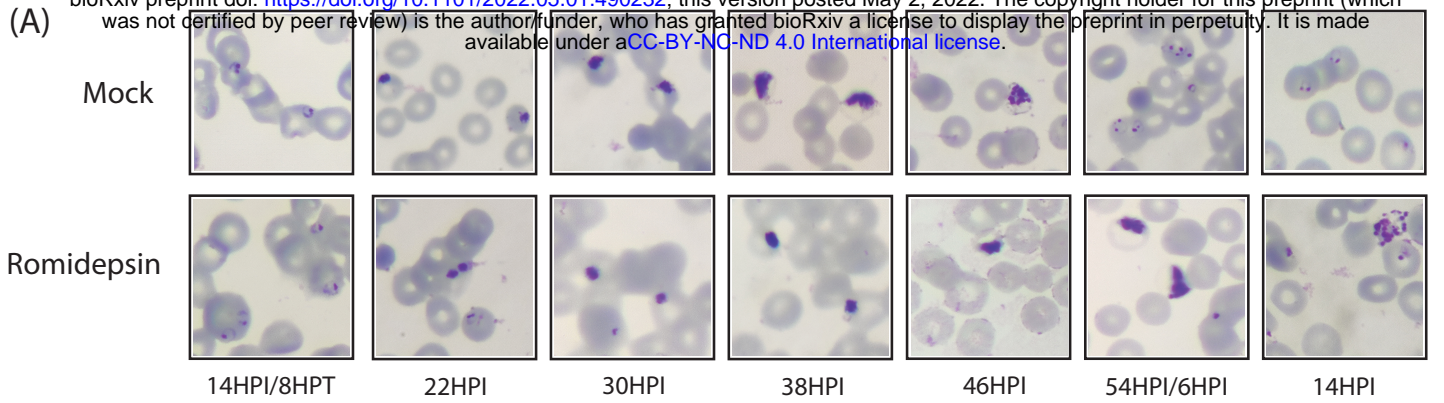 bioRxiv preprint doi: https://doi.org/10.1101/2022.05.01.490232; this version posted May 2, 2022. The copyright holder for this preprint (which
was not certified by peer review) is the author/funder, who has granted bioRxiv a license to display the preprint in perpetuity. It is made
available under aCC-BY-NC-ND 4.0 International license.
(A)
Mock
Romidepsin
14HPI/8HPT 22HPI 30HPI 38HPI 46HPI 54HPI/6HPI 14HPI